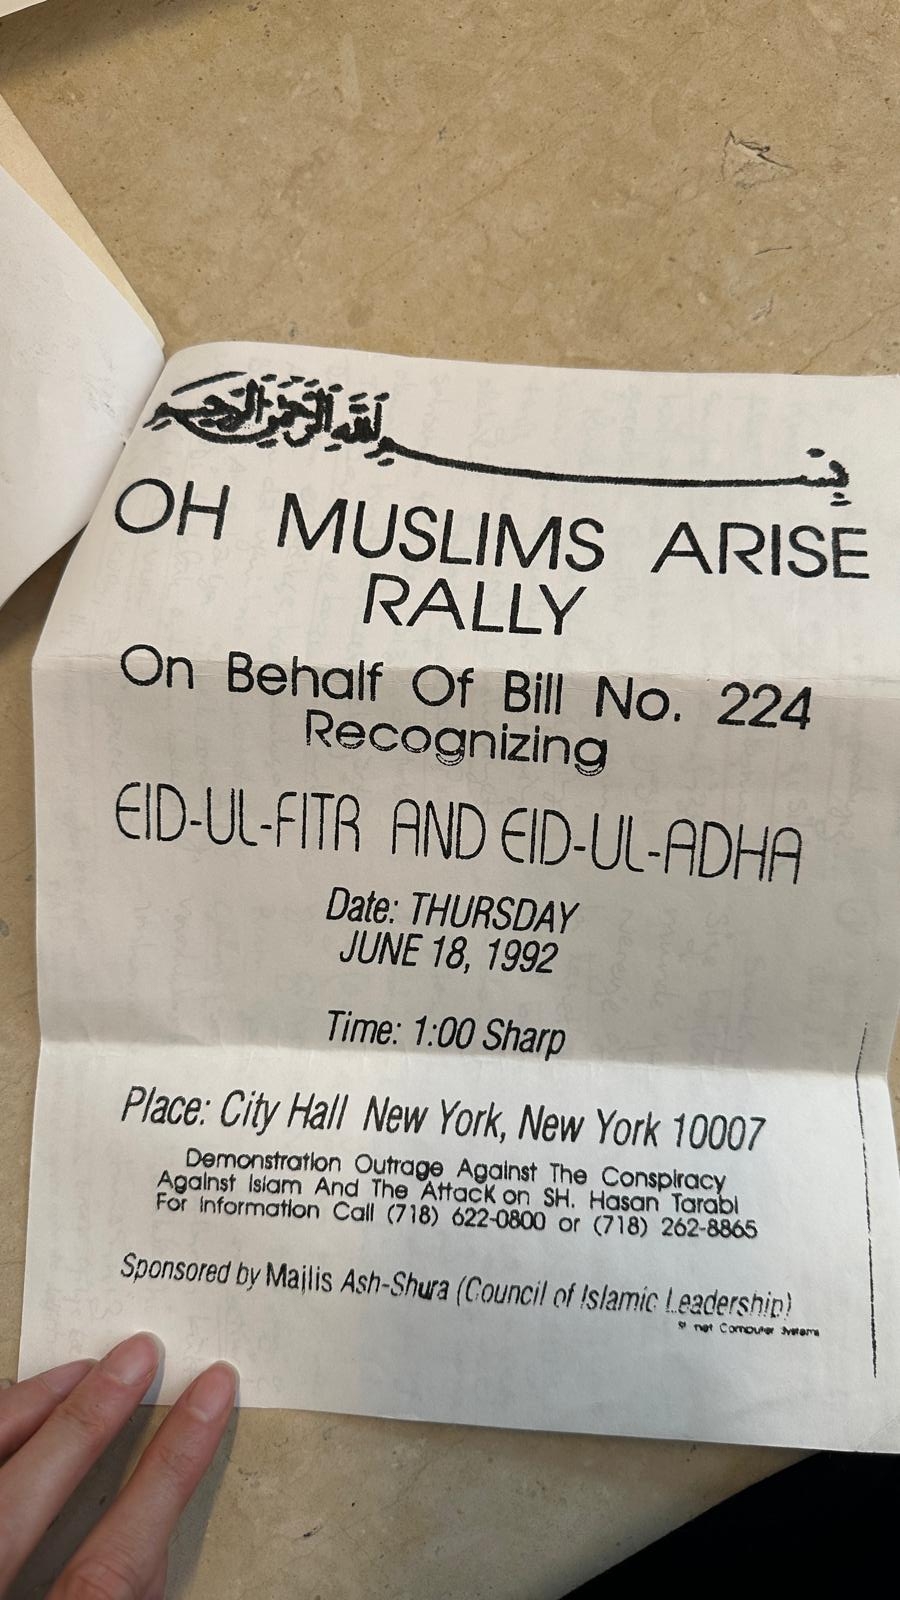 بسم الله الرحمن الرحيم
OH MUSLIMS ARISE
RALLY
On Behalf Of Bill No. 224
Recognizing
EID-UL-FITR AND EID-UL-ADHA
Date: THURSDAY
JUNE 18, 1992
Time: 1:00 Sharp
Place: City Hall New York, New York 10007
Demonstration Outrage Against The Conspiracy
Against Islam And The Attack on SH. Hasan Tarabi
For Information Call (718) 622-0800 or (718) 262-8865
Sponsored by Majlis Ash-Shura (Council of Islamic Leadership)
net Computer Systems